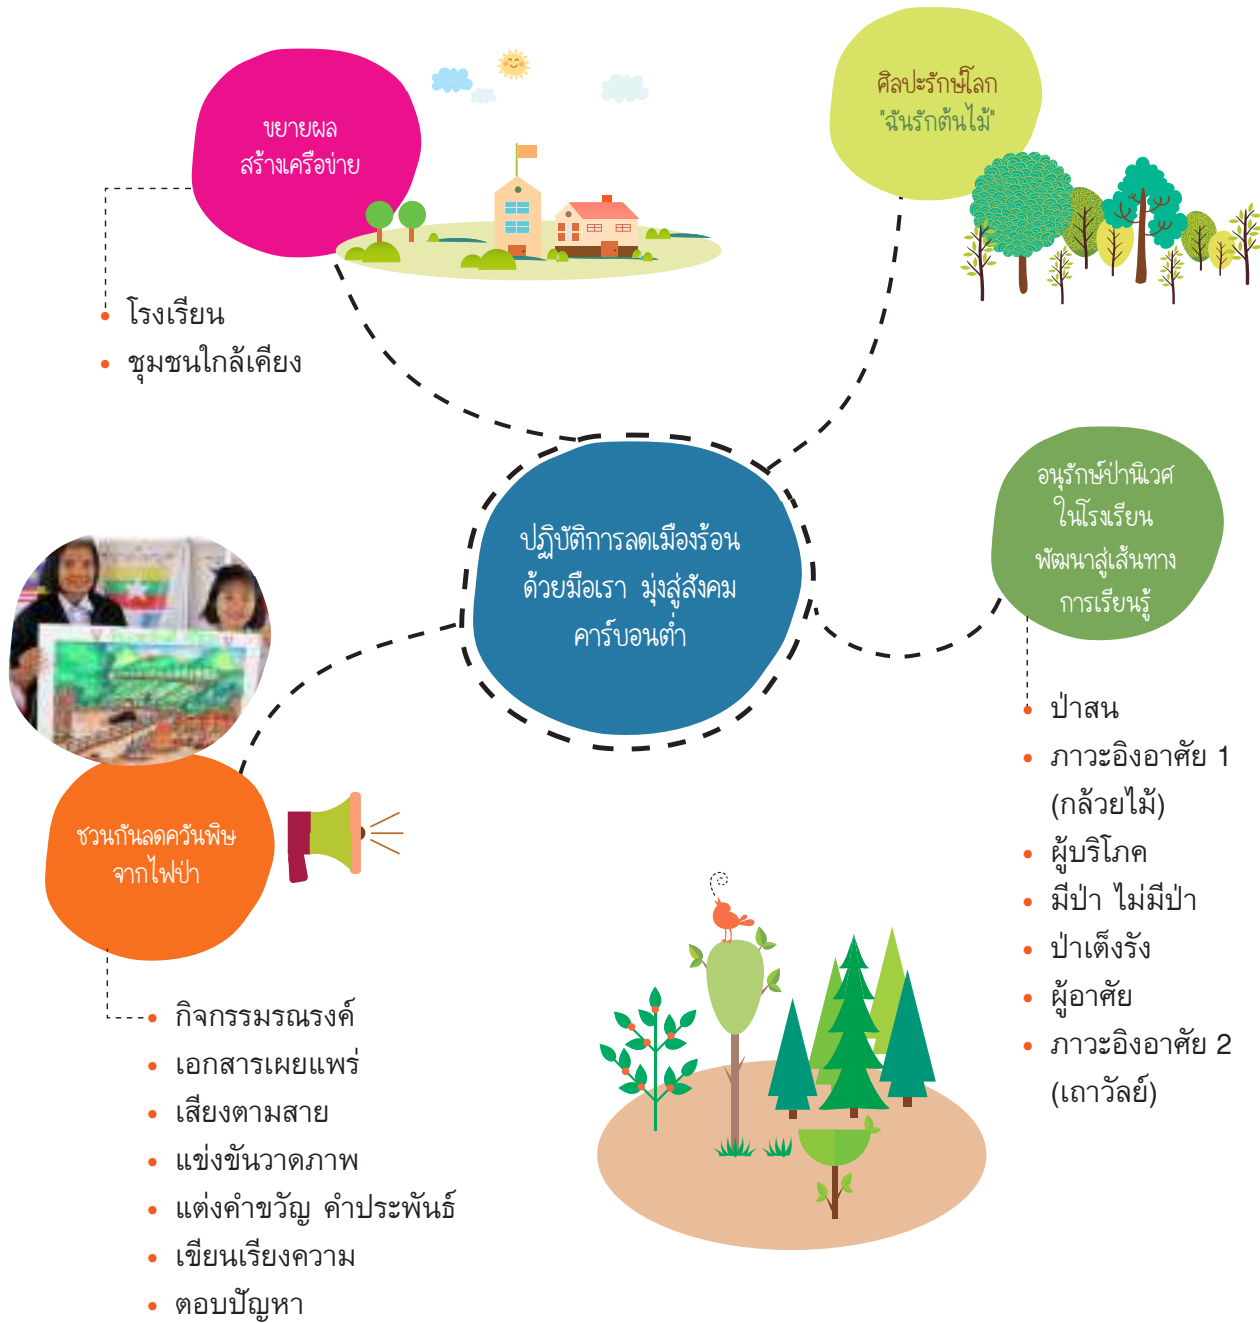 ขยายผล
สร้างเครือข่าย
โรงเรียน
ชุมชนใกล้เคียง
ศิลปะรักษ์โลก
"ฉันรักต้นไม้"
ปฏิบัติการลดเมืองร้อน
ด้วยมือเรา มุ่งสู่สังคม
คาร์บอนต่ำ
อนุรักษ์ป่านิเวศ
ในโรงเรียน
พัฒนาสู่เส้นทาง
การเรียนรู้
ป่าสน
ภาวะอิงอาศัย 1
(กล้วยไม้)
ผู้บริโภค
มีป่า ไม่มีป่า
ป่าเต็งรัง
ผู้อาศัย
ภาวะอิงอาศัย 2
(เถาวัลย์)
ชวนกันลดควันพิษ
จากไฟป่า
กิจกรรมรณรงค์
เอกสารเผยแพร่
เสียงตามสาย
แข่งขันวาดภาพ
แต่งคำขวัญ คำประพันธ์
เขียนเรียงความ
ตอบปัญหา